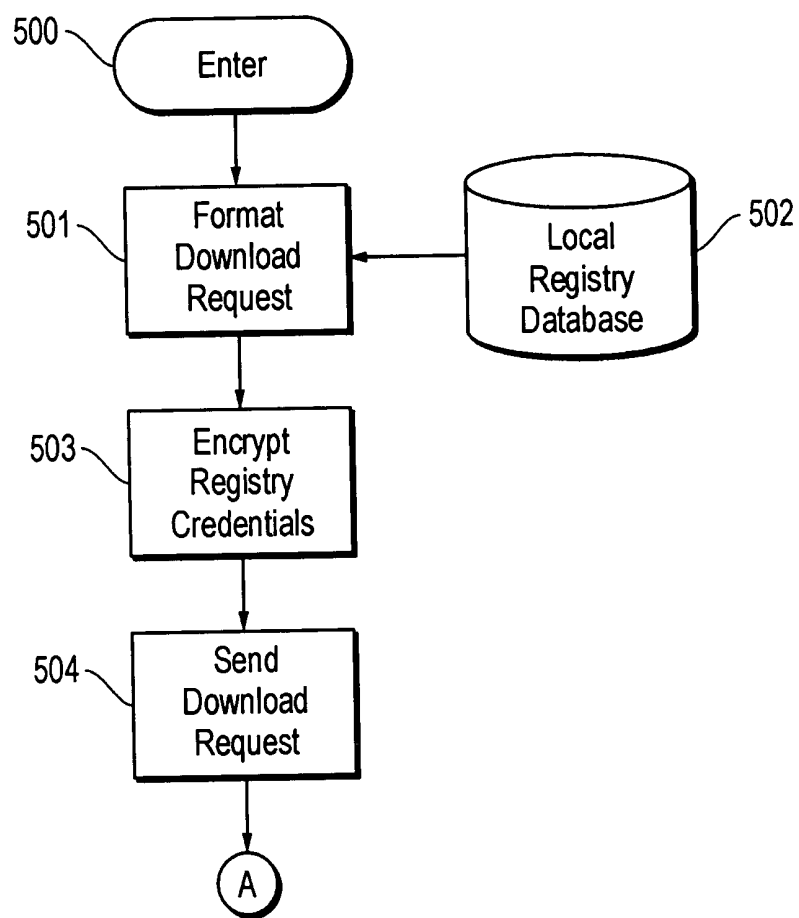 500
Enter
501
Format
Download
Request
Local
Registry
Database
502
503
Encrypt
Registry
Credentials
504
Send
Download
Request
A